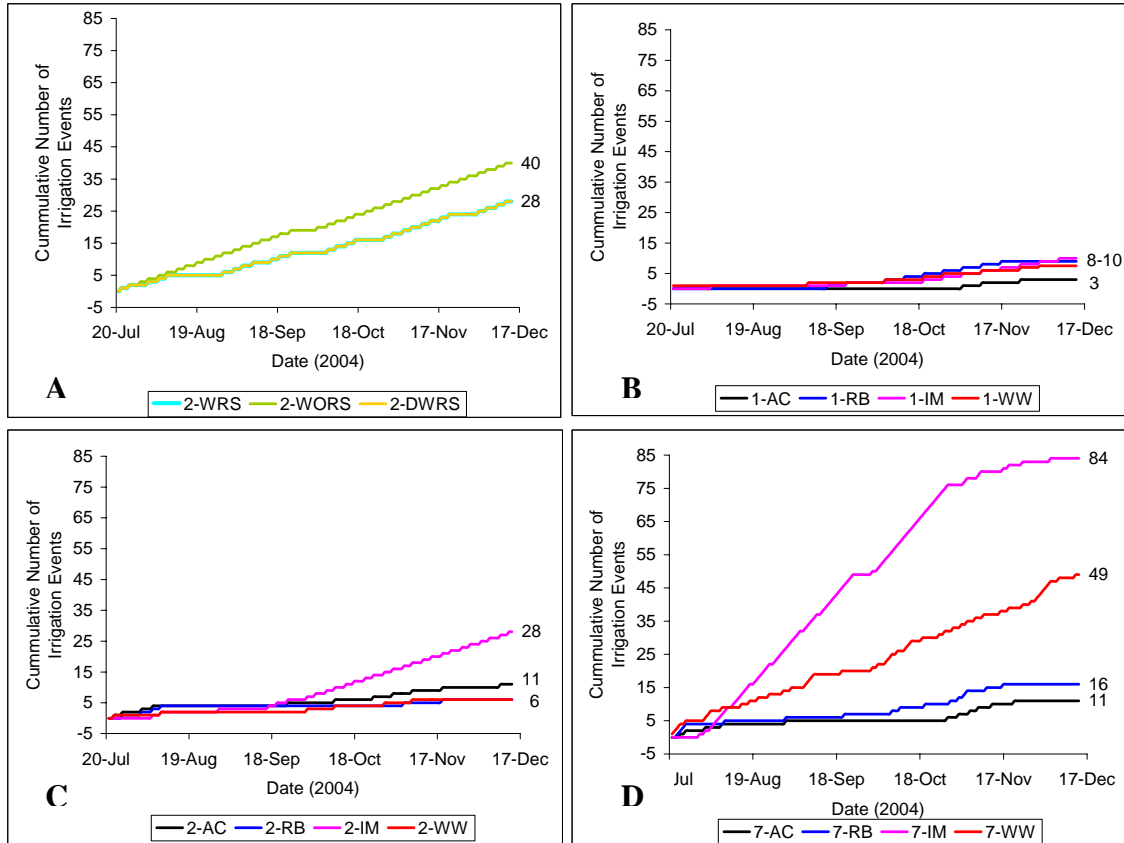 85
75
65
55
45
35
25
15
5
-5
Cummulative Number of
Irrigation Events
40
28
20-Jul 19-Aug 18-Sep 18-Oct 17-Nov 17-Dec
Date (2004)
A
2-WRS 2-WORS 2-DWRS
85
75
65
55
45
35
25
15
5
-5
Cummulative Number of
Irrigation Events
8-10
3
20-Jul 19-Aug 18-Sep 18-Oct 17-Nov 17-Dec
Date (2004)
B
1-AC 1-RB 1-IM 1-WW
85
75
65
55
45
35
25
15
5
-5
Cummulative Number of
Irrigation Events
28
11
6
20-Jul 19-Aug 18-Sep 18-Oct 17-Nov 17-Dec
Date (2004)
C
2-AC 2-RB 2-IM 2-WW
85
75
65
55
45
35
25
15
5
-5
Cummulative Number of
Irrigation Events
84
49
16
11
Jul 19-Aug 18-Sep 18-Oct 17-Nov 17-Dec
Date (2004)
D
7-AC 7-RB 7-IM 7-WW